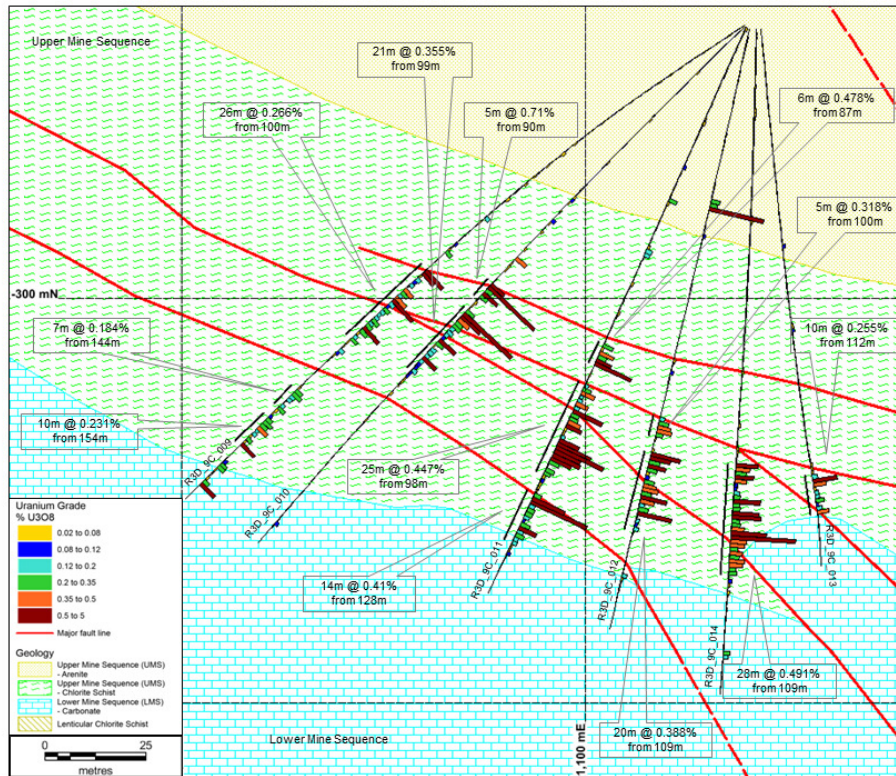 Upper Mine Sequence
21m @ 0.355%
from 99m
26m @ 0.266%
from 100m
5m @ 0.71%
from 90m
6m @ 0.478%
from 87m
5m @ 0.318%
from 100m
-300 mN
7m @ 0.184%
from 144m
10m @ 0.255%
from 112m
10m @ 0.231%
from 154m
R3D_9C_009
R3D_9C_010
25m @ 0.447%
from 98m
R3D_9C_011
R3D_9C_012
R3D_9C_013
14m @ 0.41%
from 128m
R3D_9C_014
28m @ 0.491%
from 109m
20m @ 0.388%
from 109m
1,100 mE
Lower Mine Sequence
Uranium Grade
% U3O8
0.02 to 0.08
0.08 to 0.12
0.12 to 0.2
0.2 to 0.35
0.35 to 0.5
0.5 to 5
Major fault line
Geology
Upper Mine Sequence (UMS)
- Arenite
Upper Mine Sequence (UMS)
- Chlorite Schist
Lower Mine Sequence (LMS)
- Carbonate
Lenticular Chlorite Schist
0 25
metres